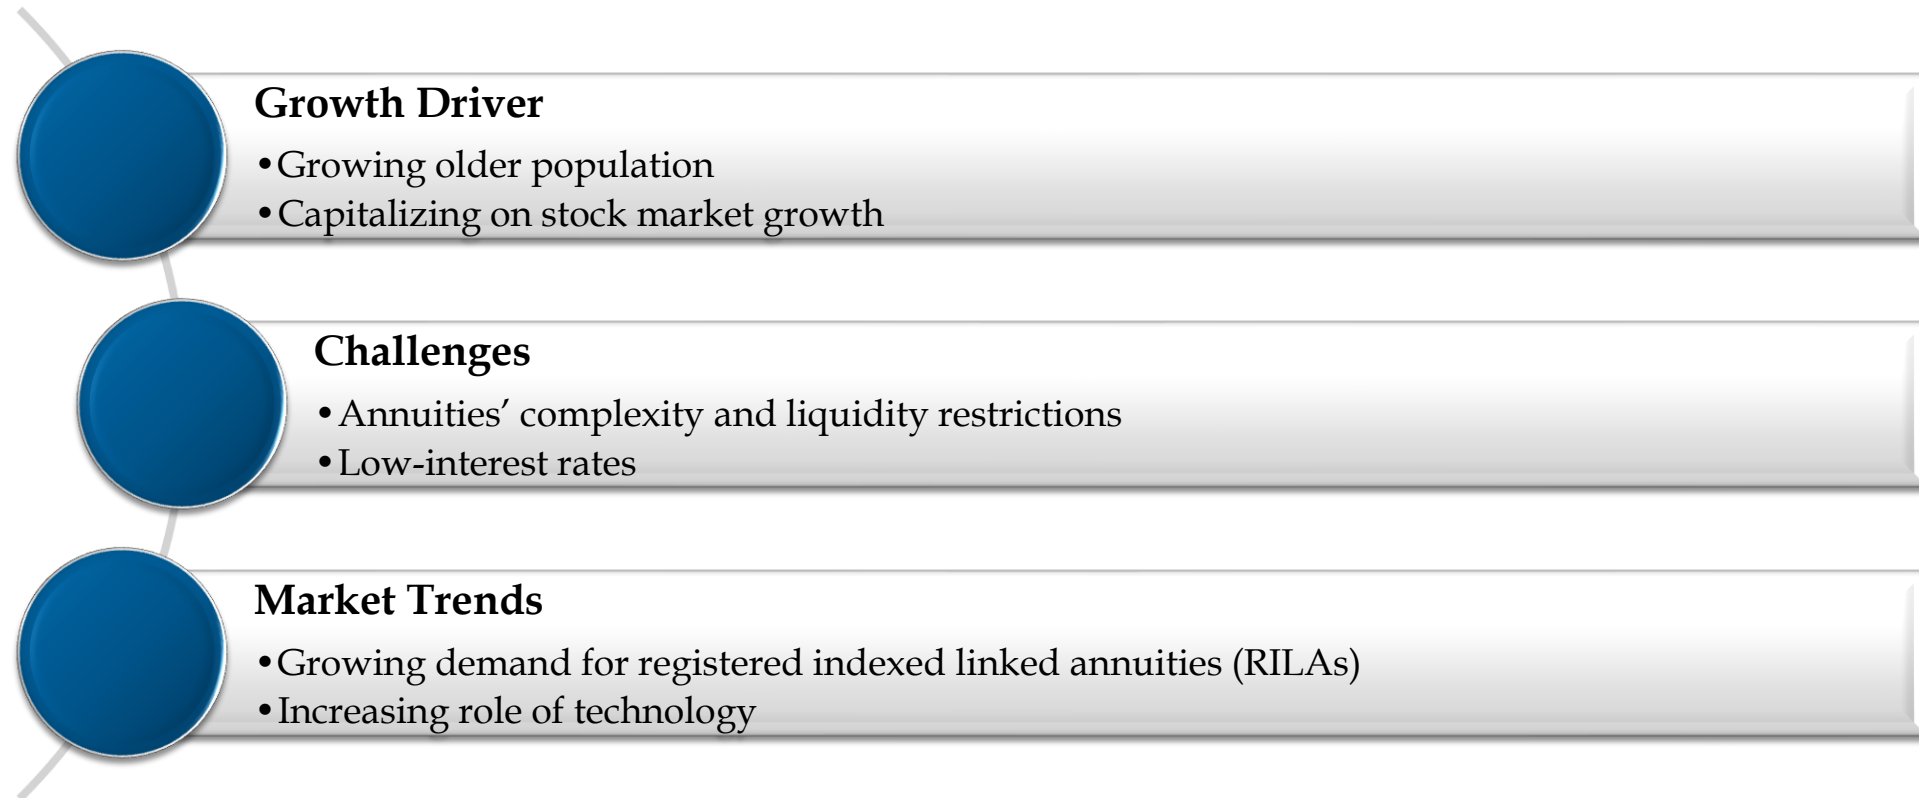 Growth Driver
•Growing older population
•Capitalizing on stock market growth
Challenges
•Annuities’ complexity and liquidity restrictions
•Low-interest rates
Market Trends
•Growing demand for registered indexed linked annuities (RILAs)
•Increasing role of technology